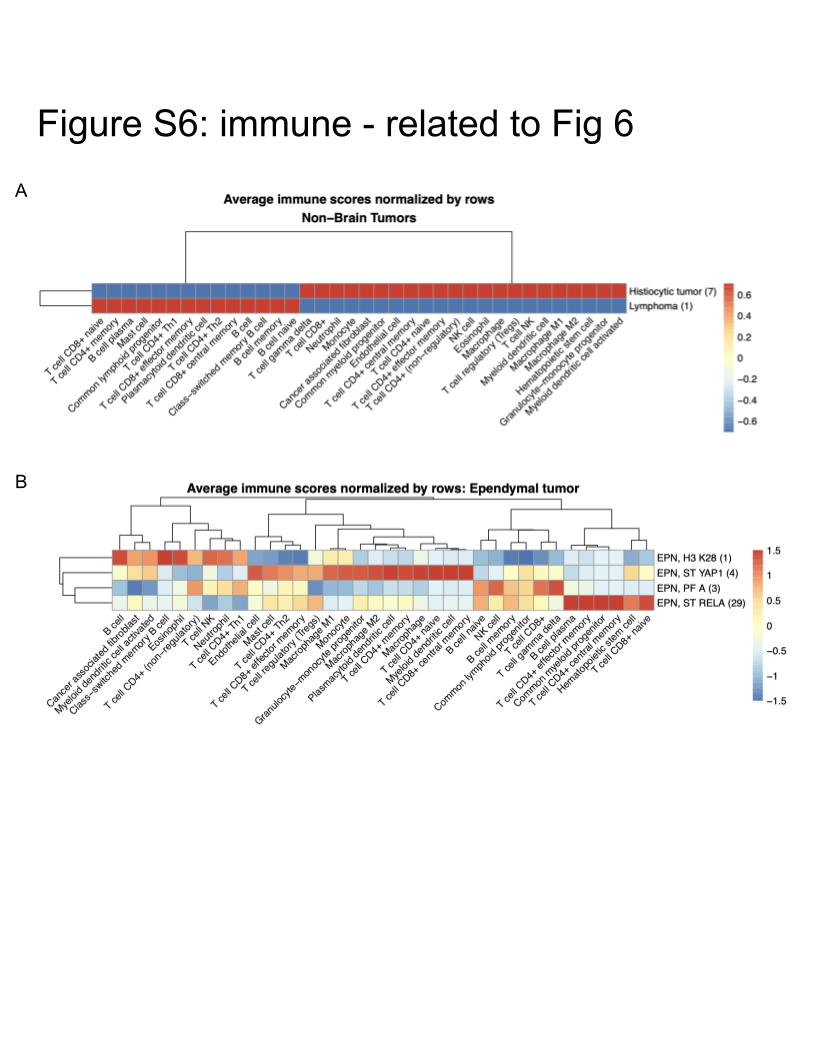 Figure S6: immune - related to Fig 6
A
Average immune scores normalized by rows
Non−Brain Tumors
Histiocytic tumor (7)
Lymphoma (1)
T cell CD8+ naive
T cell CD4+ memory
B cell plasma
Mast cell
Common lymphoid progenitor
T cell CD4+ Th1
T cell CD8+ effector memory
Plasmacytoid dendritic cell
T cell CD4+ Th2
T cell CD8+ central memory
B cell
Class−switched memory B cell
B cell memory
B cell naive
T cell gamma delta
T cell CD8+
Neutrophil
Monocyte
Cancer associated fibroblast
Common myeloid progenitor
Endothelial cell
T cell CD4+ central memory
T cell CD4+ naive
T cell CD4+ effector memory
T cell CD4+ (non−regulatory)
NK cell
Eosinophil
Macrophage
T cell regulatory (Tregs)
T cell NK
Myeloid dendritic cell
Macrophage M1
Macrophage M2
Hematopoietic stem cell
Granulocyte−monocyte progenitor
Myeloid dendritic cell activated
0.6
0.4
0.2
0
−0.2
−0.4
−0.6
B
Average immune scores normalized by rows: Ependymal tumor
EPN, H3 K28 (1)
EPN, ST YAP1 (4)
EPN, PF A (3)
EPN, ST RELA (29)
B cell
Cancer associated fibroblast
Myeloid dendritic cell activated
Class−switched memory B cell
Eosinophil
T cell CD4+ (non−regulatory)
T cell NK
Neutrophil
T cell CD4+ Th1
Endothelial cell
Mast cell
T cell CD4+ Th2
T cell CD8+ effector memory
T cell regulatory (Tregs)
Macrophage M1
Monocyte
Granulocyte−monocyte progenitor
Macrophage M2
Plasmacytoid dendritic cell
T cell CD4+ memory
Macrophage
T cell CD4+ naive
Myeloid dendritic cell
T cell CD8+ central memory
B cell naive
NK cell
B cell memory
Common lymphoid progenitor
T cell CD8+
T cell gamma delta
B cell plasma
T cell CD4+ effector memory
Common myeloid progenitor
T cell CD4+ central memory
Hematopoietic stem cell
T cell CD8+ naive
1.5
1
0.5
0
−0.5
−1
−1.5